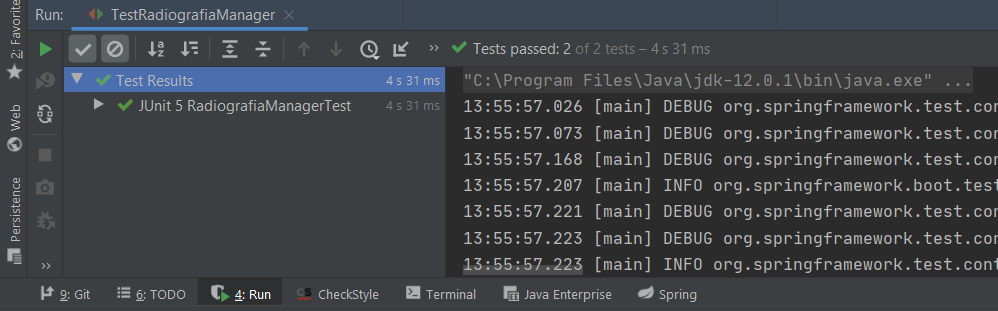 Run: TestRadiografiaManager
Tests passed: 2 of 2 tests – 4 s 31 ms
Test Results 4 s 31 ms
JUnit 5 RadiografiaManagerTest 4 s 31 ms
"C:\Program Files\Java\jdk-12.0.1\bin\java.exe" ...
13:55:57.026 [main] DEBUG org.springframework.test.con
13:55:57.073 [main] DEBUG org.springframework.test.con
13:55:57.168 [main] DEBUG org.springframework.test.con
13:55:57.207 [main] INFO org.springframework.boot.test
13:55:57.221 [main] DEBUG org.springframework.test.con
13:55:57.223 [main] DEBUG org.springframework.test.con
13:55:57.223 [main] INFO org.springframework.test.cont
2: Favorite
Web
Persistence
9: Git 6: TODO 4: Run CheckStyle Terminal Java Enterprise Spring